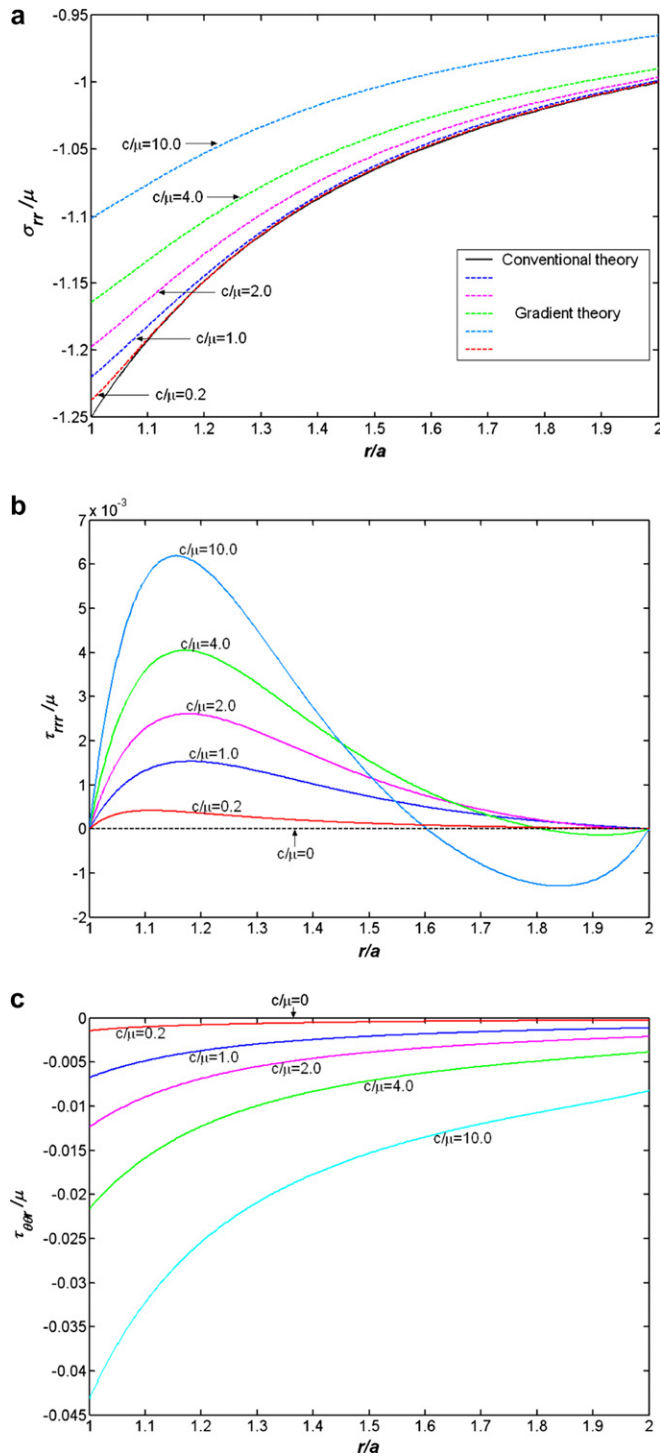 a
-0.95
-1
-1.05
-1.1
-1.15
-1.2
-1.25
σrr/μ
c/μ=10.0
c/μ=4.0
c/μ=2.0
c/μ=1.0
c/μ=0.2
Conventional theory
Gradient theory
1 1.1 1.2 1.3 1.4 1.5 1.6 1.7 1.8 1.9 2
r/a
b
7 × 10-3
6
5
4
3
2
1
0
-1
-2
τrrr/μ
c/μ=10.0
c/μ=4.0
c/μ=2.0
c/μ=1.0
c/μ=0.2
c/μ=0
1 1.1 1.2 1.3 1.4 1.5 1.6 1.7 1.8 1.9 2
r/a
c
0
-0.005
-0.01
-0.015
-0.02
-0.025
-0.03
-0.035
-0.04
-0.045
τθθr/μ
c/μ=0
c/μ=0.2
c/μ=1.0
c/μ=2.0
c/μ=4.0
c/μ=10.0
1 1.1 1.2 1.3 1.4 1.5 1.6 1.7 1.8 1.9 2
r/a